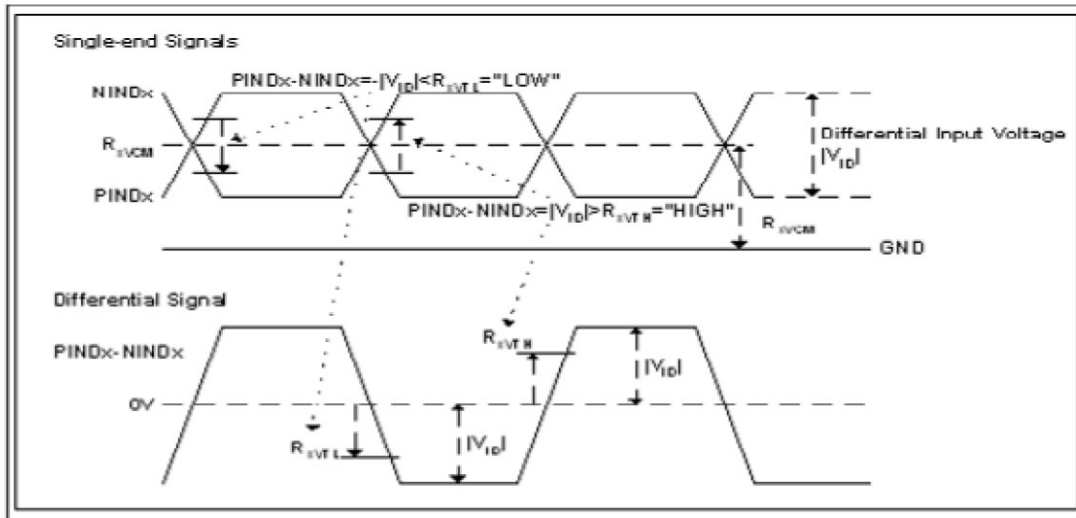 Single-end Signals
PINDx-NINDx=-|VID|<RxVTL="LOW"
NINDx
RxVCM
Differential Input Voltage
|VID|
PINDx
PINDx-NINDx=|VID|>RxVTH="HIGH"
RxVCM
GND
Differential Signal
RxVTH
PINDx-NINDx
|VID|
0V
RxVTL
|VID|